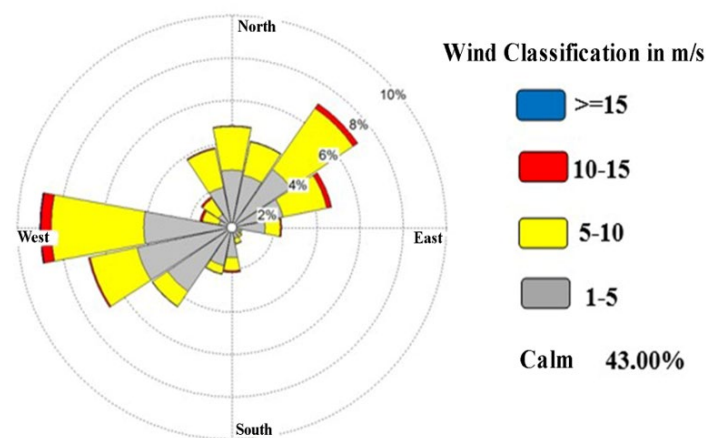 North
10%
8%
6%
4%
2%
West
East
South
Wind Classification in m/s
>=15
10-15
5-10
1-5
Calm 43.00%